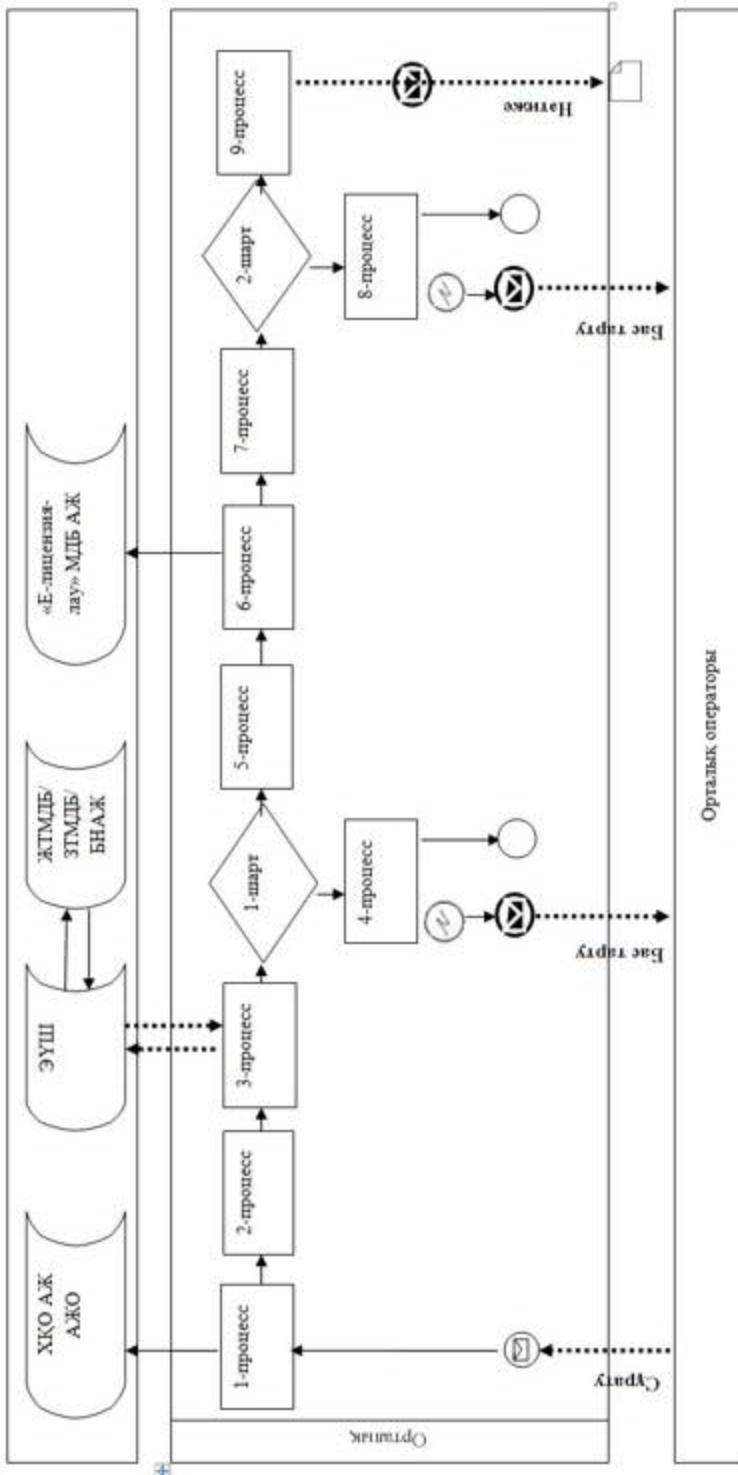 ХҚО АЖ
АЖО
ЭҮШ
ЖТМДБ/
ЗТМДБ/
БНАЖ
«Е-лицензия-
лау» МДБ АЖ
Орталық
1-процесс
2-процесс
3-процесс
1-шарт
4-процесс
5-процесс
6-процесс
7-процесс
2-шарт
8-процесс
9-процесс
Сұрату
Бас тарту
Бас тарту
Нәтиже
Орталық операторы